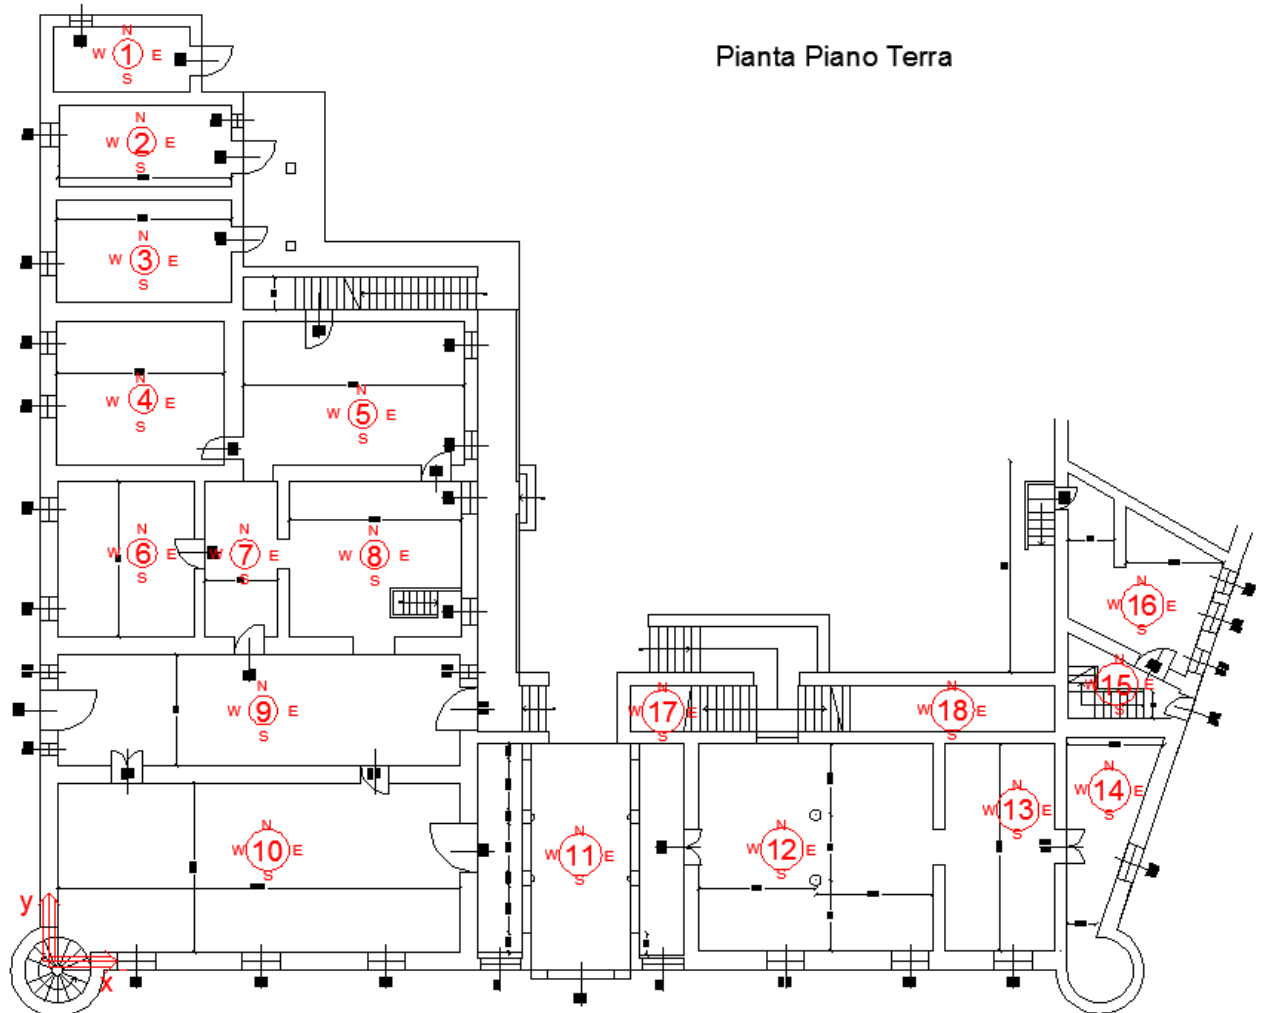 Pianta Piano Terra
N
W 1 E
S
N
W 2 E
S
N
W 3 E
S
N
W 4 E
S
N
W 5 E
S
N
W 6 E
S
N
W 7 E
S
N
W 8 E
S
N
W 9 E
S
N
W 10 E
S
N
W 11 E
S
N
W 12 E
S
N
W 13 E
S
N
W 14 E
S
N
W 15 E
S
N
W 16 E
S
N
W 17 E
S
N
W 18 E
S
y
x